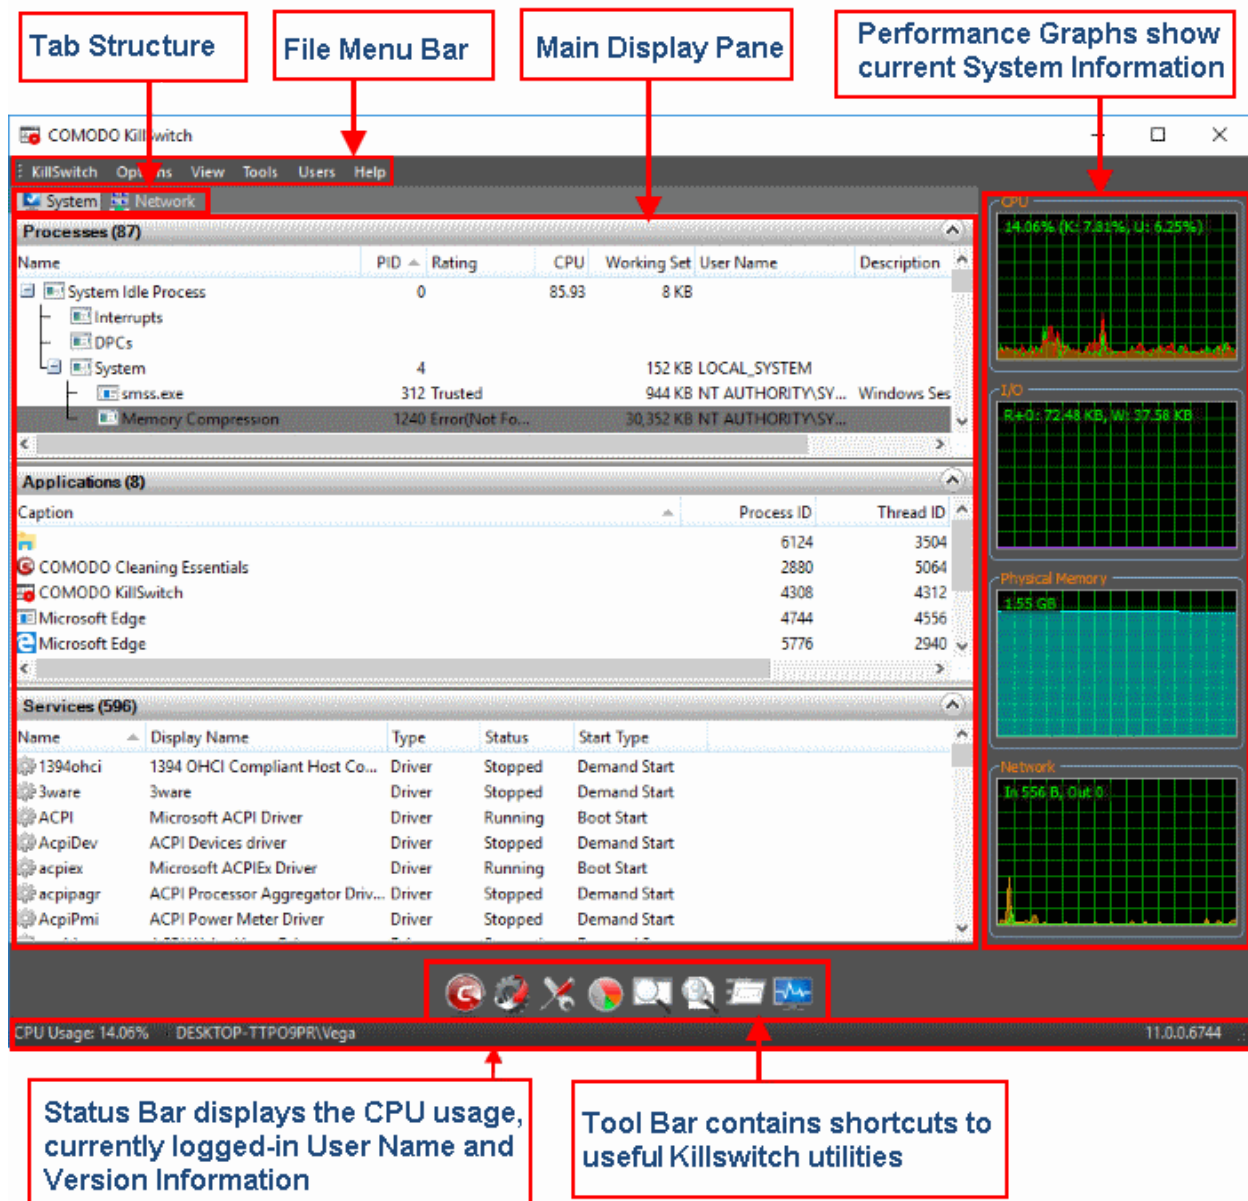 Tab Structure
File Menu Bar
Main Display Pane
Performance Graphs show
current System Information
COMODO KillSwitch
KillSwitch Options View Tools Users Help
System Network
Processes (87)
Name PID Rating CPU Working Set User Name Description
System Idle Process 0 85.93 8 KB
Interrupts
DPCs
System 4 152 KB LOCAL_SYSTEM
smss.exe 312 Trusted 944 KB NT AUTHORITY\SY... Windows Ses
Memory Compression 1240 Error(Not Fo... 30,352 KB NT AUTHORITY\SY...
Applications (8)
Caption Process ID Thread ID
6124 3504
COMODO Cleaning Essentials 2880 5064
COMODO KillSwitch 4308 4312
Microsoft Edge 4744 4556
Microsoft Edge 5776 2940
Services (596)
Name Display Name Type Status Start Type
1394ohci 1394 OHCI Compliant Host Co... Driver Stopped Demand Start
3ware 3ware Driver Stopped Demand Start
ACPI Microsoft ACPI Driver Driver Running Boot Start
AcpiDev ACPI Devices driver Driver Stopped Demand Start
acpiex Microsoft ACPIEx Driver Driver Running Boot Start
acpipagr ACPI Processor Aggregator Driv... Driver Stopped Demand Start
AcpiPmi ACPI Power Meter Driver Driver Stopped Demand Start
CPU
14.06% (K: 7.81%, U: 6.25%)
I/O
R+O: 72.48 KB, W: 37.58 KB
Physical Memory
1.55 GB
Network
In 556 B, Out 0
CPU Usage: 14.06% DESKTOP-TTPO9PR\Vega 11.0.0.6744
Status Bar displays the CPU usage,
currently logged-in User Name and
Version Information
Tool Bar contains shortcuts to
useful Killswitch utilities